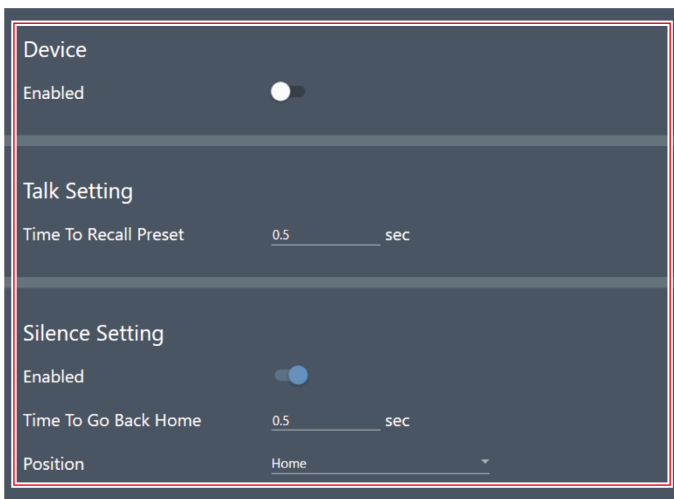 Device
Enabled
Talk Setting
Time To Recall Preset 0.5 sec
Silence Setting
Enabled
Time To Go Back Home 0.5 sec
Position Home